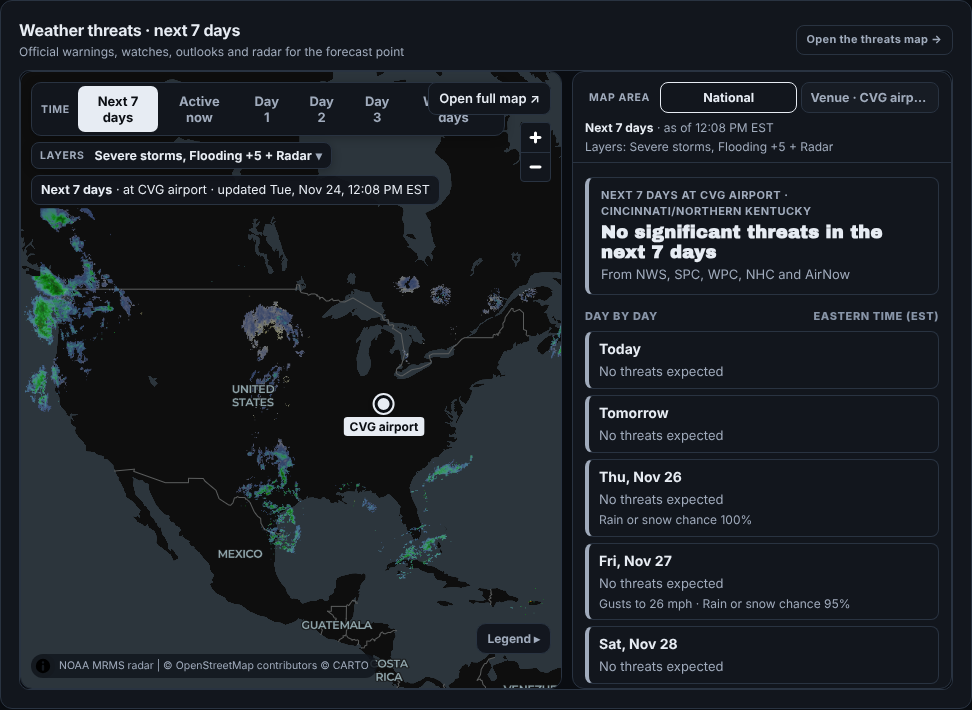 Weather threats · next 7 days
Official warnings, watches, outlooks and radar for the forecast point
Open the threats map →
TIME
Next 7 days
Active now
Day 1
Day 2
Day 3
days
Open full map ↗
+
−
LAYERS Severe storms, Flooding +5 + Radar ▾
Next 7 days · at CVG airport · updated Tue, Nov 24, 12:08 PM EST
UNITED
STATES
CVG airport
MEXICO
GUATEMALA
OSTA
RICA
Legend ▸
NOAA MRMS radar | © OpenStreetMap contributors © CARTO
MAP AREA
National
Venue · CVG airp…
Next 7 days · as of 12:08 PM EST
Layers: Severe storms, Flooding +5 + Radar
NEXT 7 DAYS AT CVG AIRPORT ·
CINCINNATI/NORTHERN KENTUCKY
No significant threats in the
next 7 days
From NWS, SPC, WPC, NHC and AirNow
DAY BY DAY
EASTERN TIME (EST)
Today
No threats expected
Tomorrow
No threats expected
Thu, Nov 26
No threats expected
Rain or snow chance 100%
Fri, Nov 27
No threats expected
Gusts to 26 mph · Rain or snow chance 95%
Sat, Nov 28
No threats expected